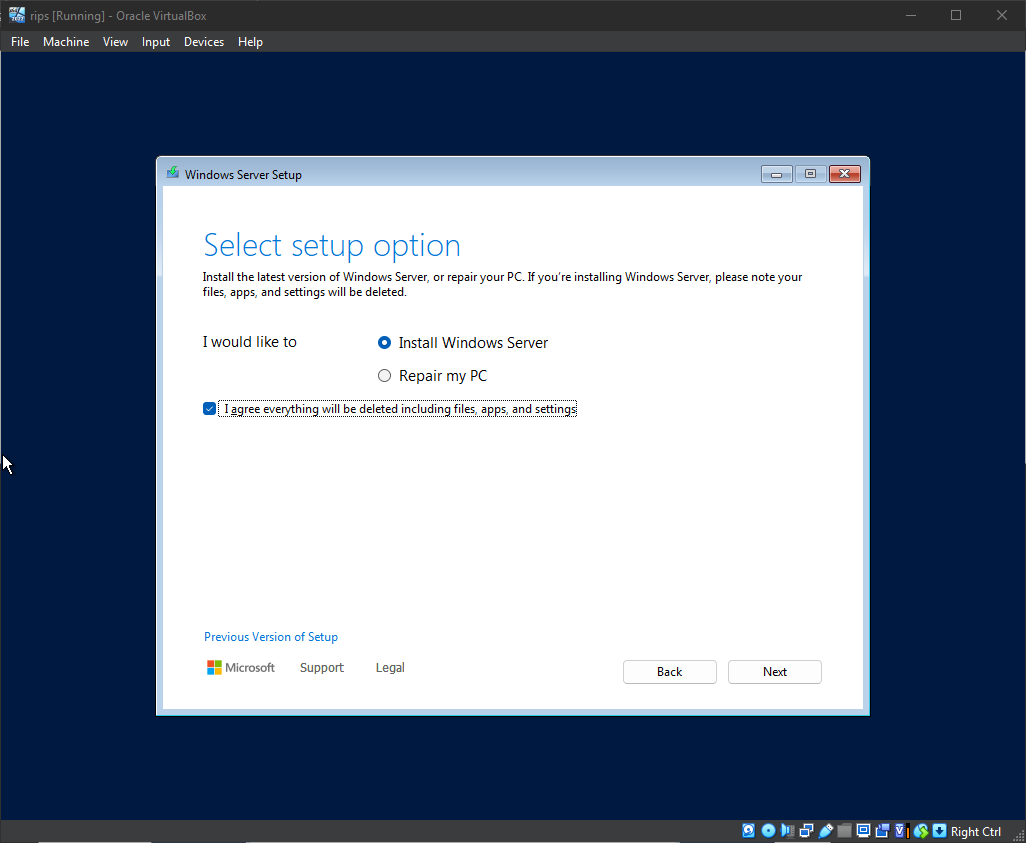 rips [Running] - Oracle VirtualBox
File Machine View Input Devices Help
Windows Server Setup
Select setup option
Install the latest version of Windows Server, or repair your PC. If you're installing Windows Server, please note your
files, apps, and settings will be deleted.
I would like to
Install Windows Server
Repair my PC
I agree everything will be deleted including files, apps, and settings
Previous Version of Setup
Microsoft Support Legal
Back Next
Right Ctrl